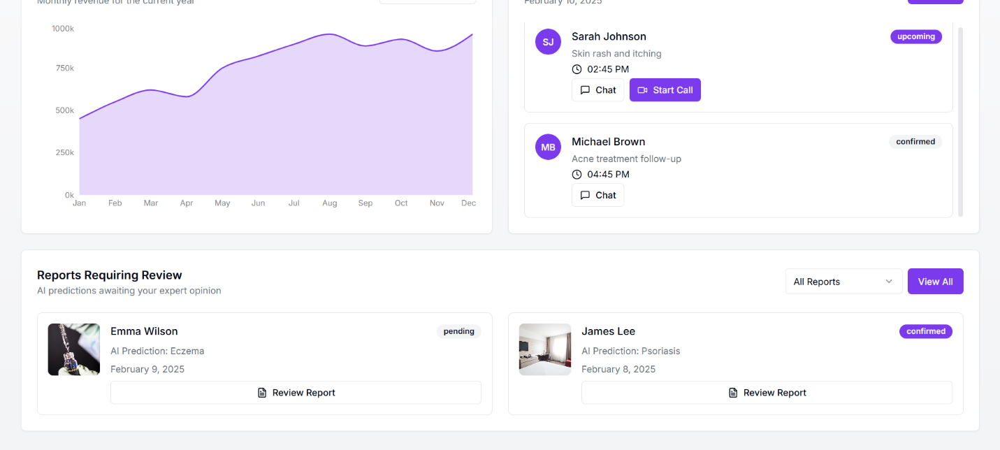 Monthly revenue for the current year
1000k
750k
500k
250k
0k
Jan Feb Mar Apr May Jun Jul Aug Sep Oct Nov Dec
February 10, 2025
SJ
Sarah Johnson
upcoming
Skin rash and itching
02:45 PM
Chat
Start Call
MB
Michael Brown
confirmed
Acne treatment follow-up
04:45 PM
Chat
Reports Requiring Review
AI predictions awaiting your expert opinion
All Reports
View All
Emma Wilson
pending
AI Prediction: Eczema
February 9, 2025
Review Report
James Lee
confirmed
AI Prediction: Psoriasis
February 8, 2025
Review Report